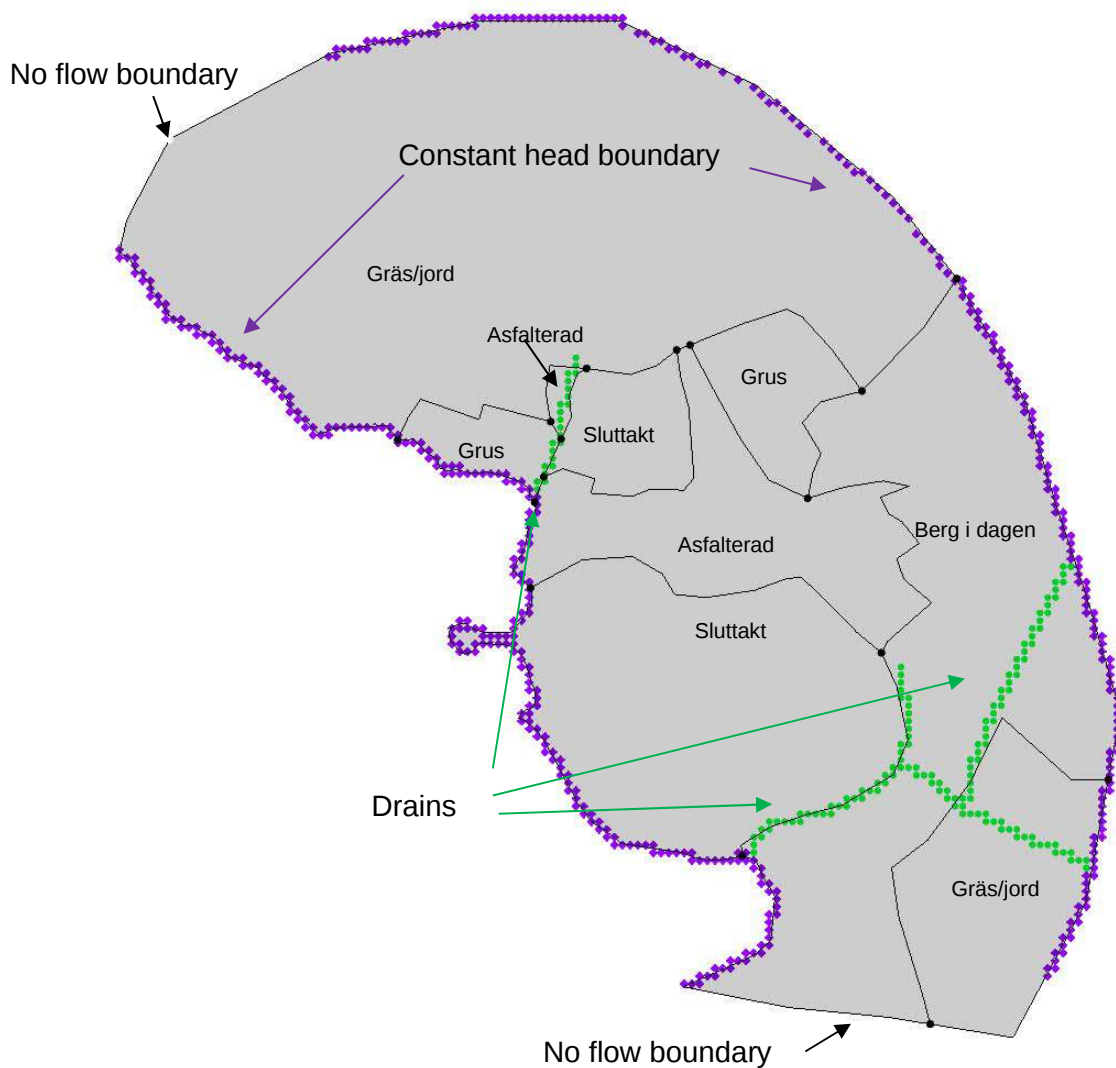 No flow boundary
Constant head boundary
Gräs/jord
Asfalterad
Grus
Sluttakt
Grus
Berg i dagen
Asfalterad
Sluttakt
Drains
Gräs/jord
No flow boundary